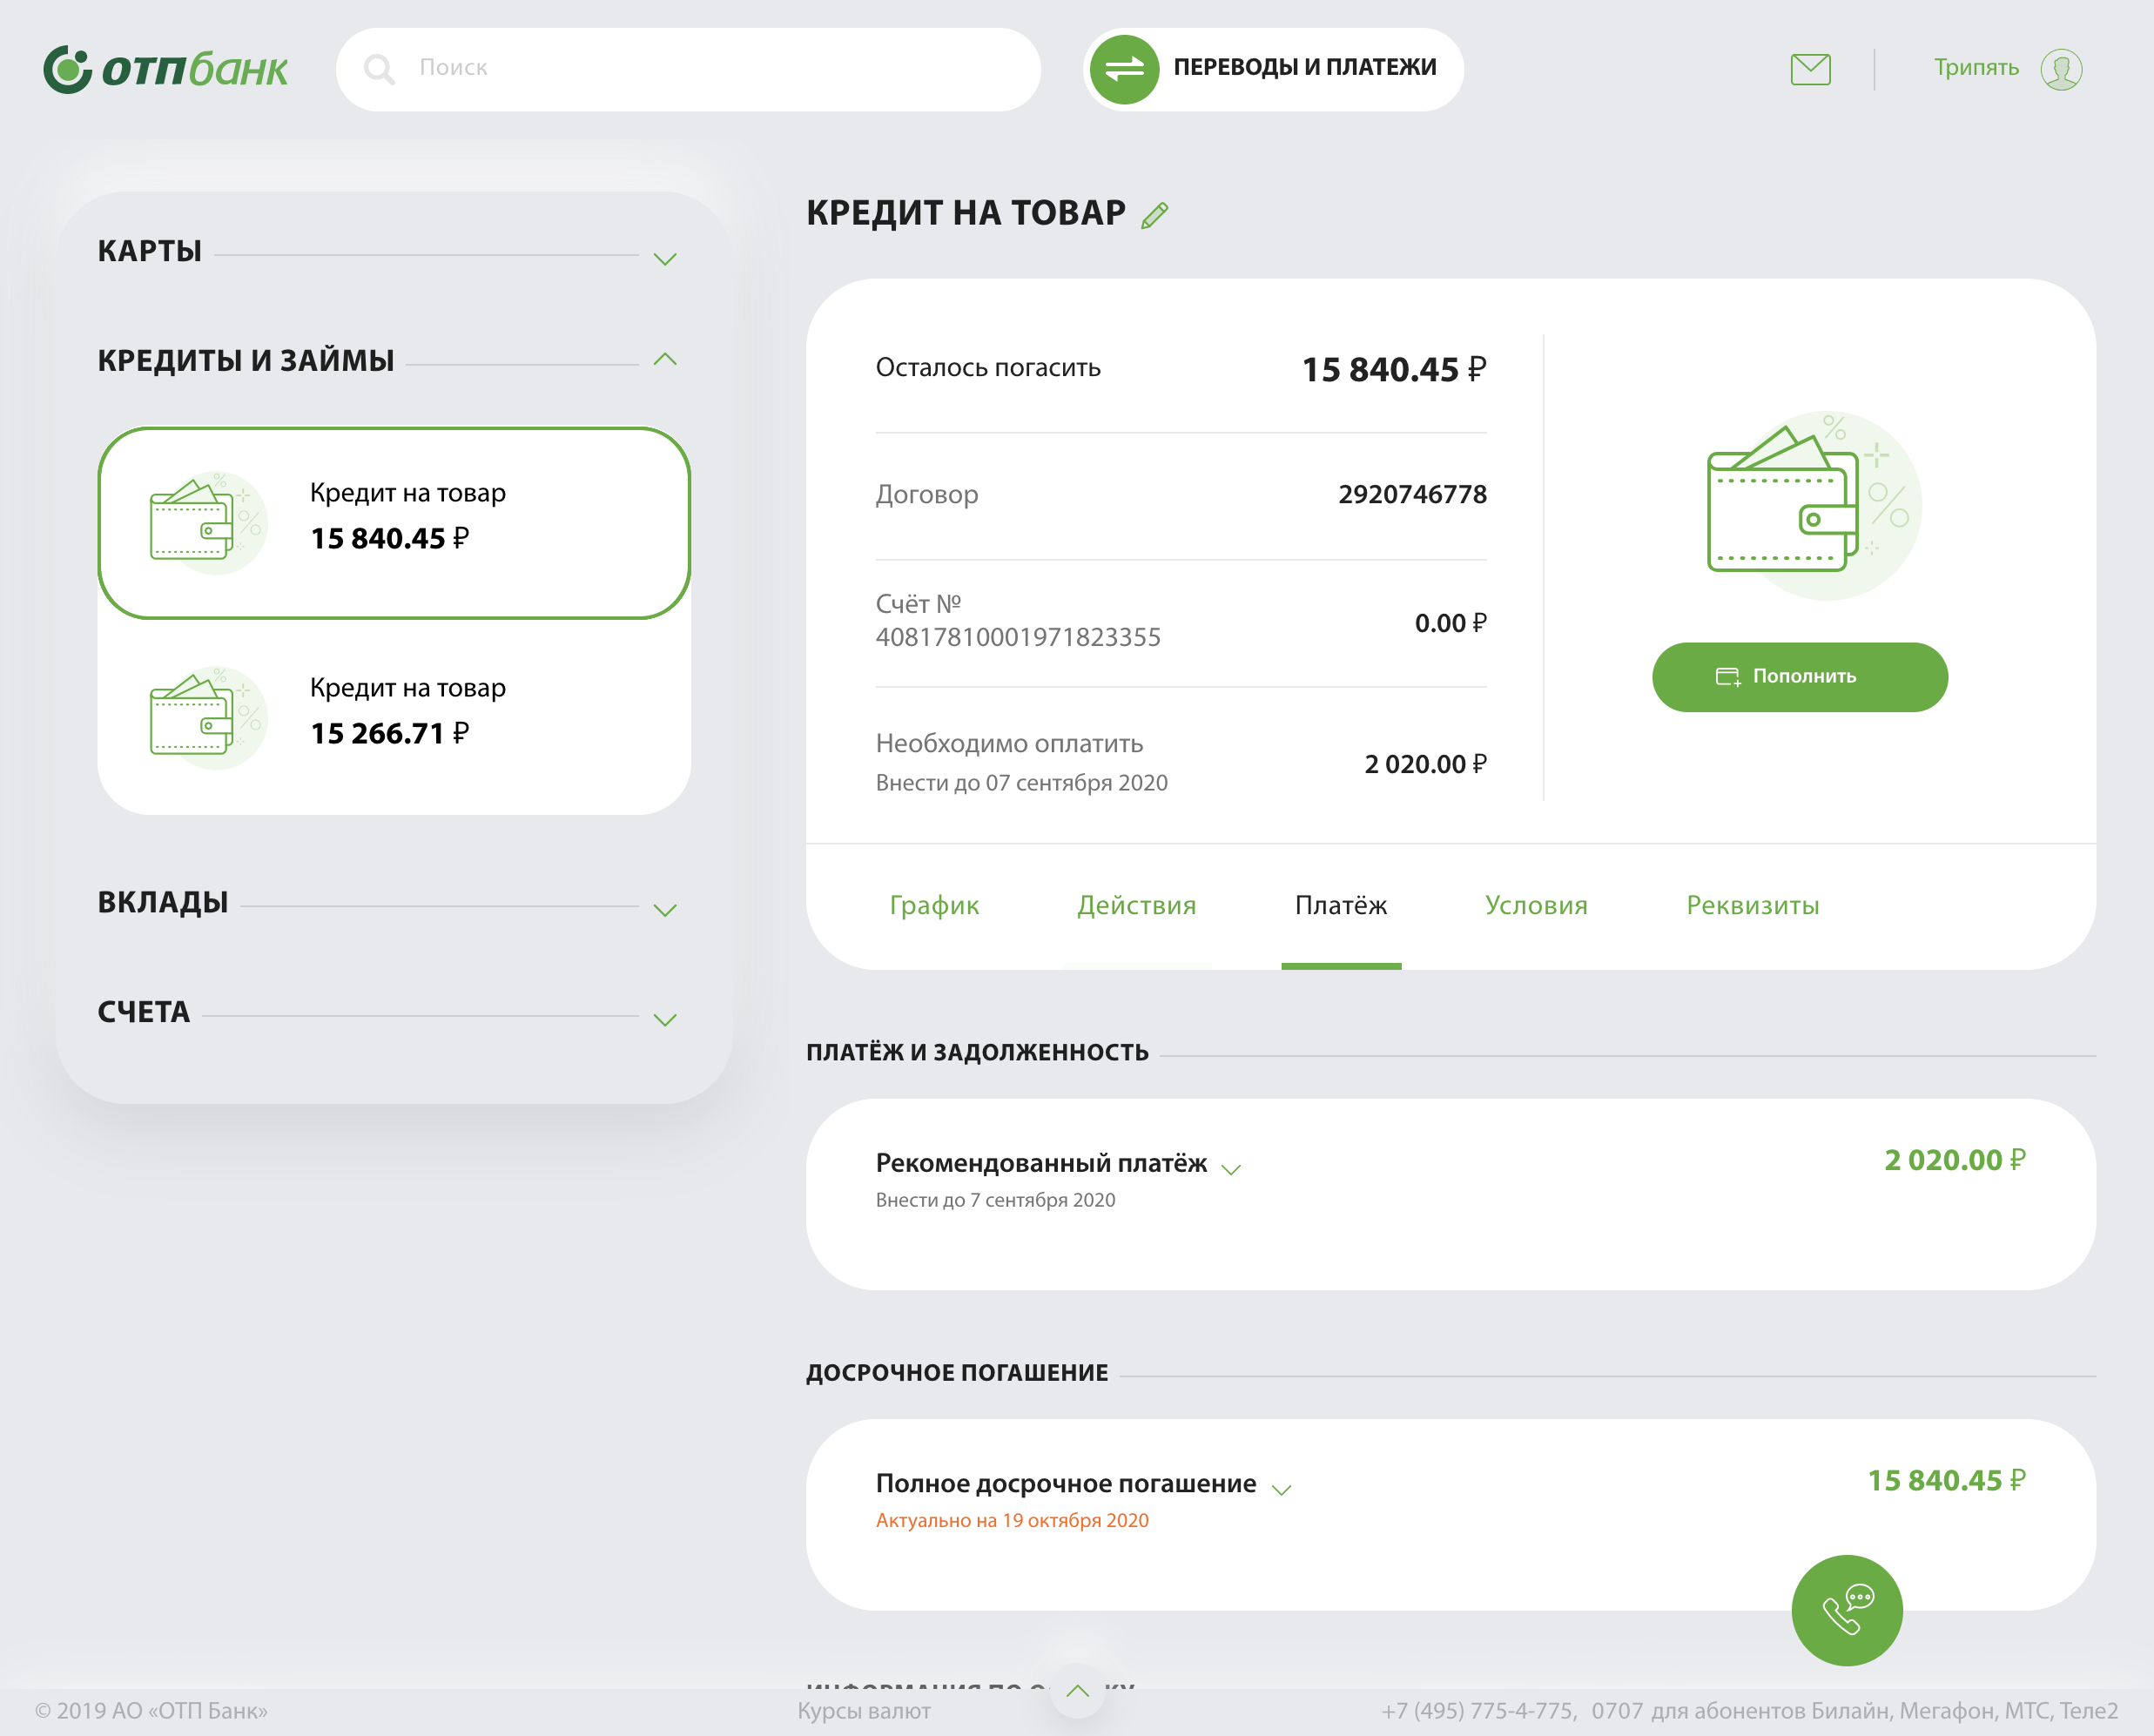 ОТПбанк
Поиск
ПЕРЕВОДЫ И ПЛАТЕЖИ
Трипять
КАРТЫ
КРЕДИТЫ И ЗАЙМЫ
Кредит на товар
15 840.45 ₽
Кредит на товар
15 266.71 ₽
ВКЛАДЫ
СЧЕТА
КРЕДИТ НА ТОВАР
Осталось погасить 15 840.45 ₽
Договор 2920746778
Счёт №
40817810001971823355 0.00 ₽
Необходимо оплатить
Внести до 07 сентября 2020 2 020.00 ₽
Пополнить
График Действия Платёж Условия Реквизиты
ПЛАТЁЖ И ЗАДОЛЖЕННОСТЬ
Рекомендованный платёж 2 020.00 ₽
Внести до 7 сентября 2020
ДОСРОЧНОЕ ПОГАШЕНИЕ
Полное досрочное погашение 15 840.45 ₽
Актуально на 19 октября 2020
ИНФОРМАЦИЯ ПО
© 2019 АО «ОТП Банк» Курсы валют +7 (495) 775-4-775, 0707 для абонентов Билайн, Мегафон, МТС, Теле2